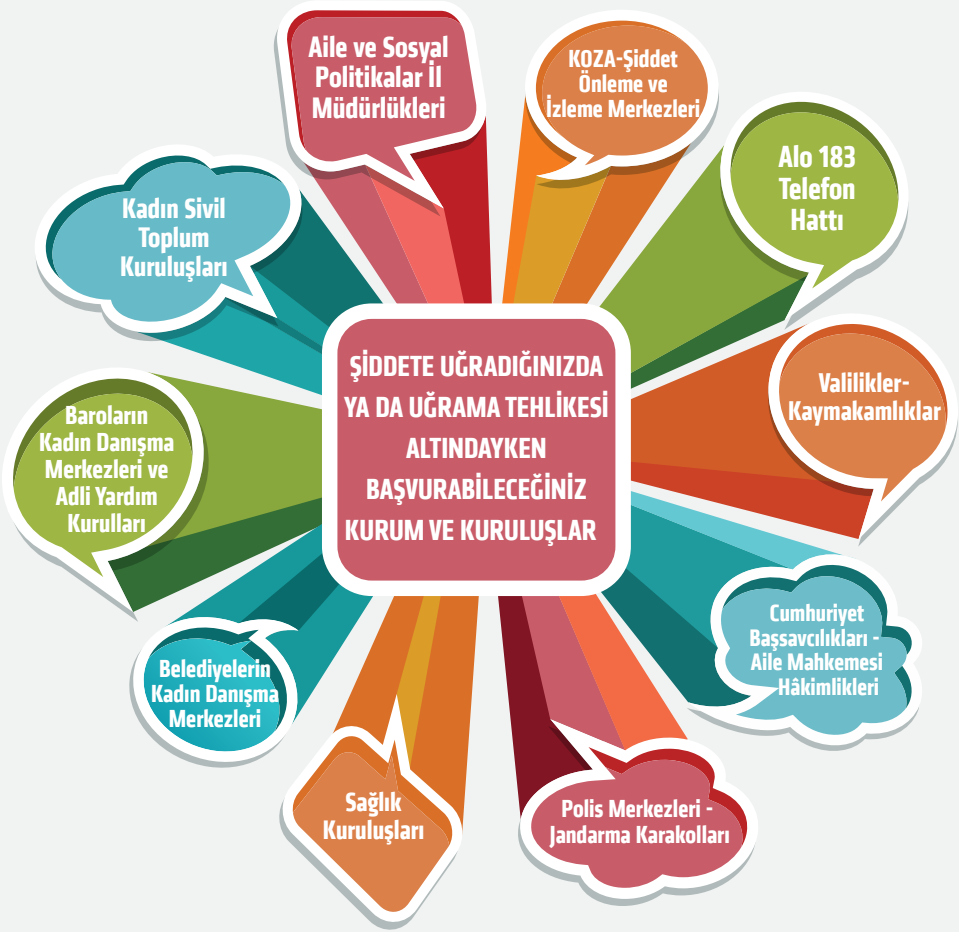 ŞİDDETE UĞRADIĞINIZDA
YA DA UĞRAMA TEHLİKESİ
ALTINDAYKEN
BAŞVURABİLECEĞİNİZ
KURUM VE KURULUŞLAR
Aile ve Sosyal
Politikalar İl
Müdürlükleri
KOZA-Şiddet
Önleme ve
İzleme Merkezleri
Alo 183
Telefon
Hattı
Valilikler-
Kaymakamlıklar
Cumhuriyet
Başsavcılıkları -
Aile Mahkemesi
Hâkimlikleri
Polis Merkezleri -
Jandarma Karakolları
Sağlık
Kuruluşları
Belediyelerin
Kadın Danışma
Merkezleri
Baroların
Kadın Danışma
Merkezleri ve
Adli Yardım
Kurulları
Kadın Sivil
Toplum
Kuruluşları